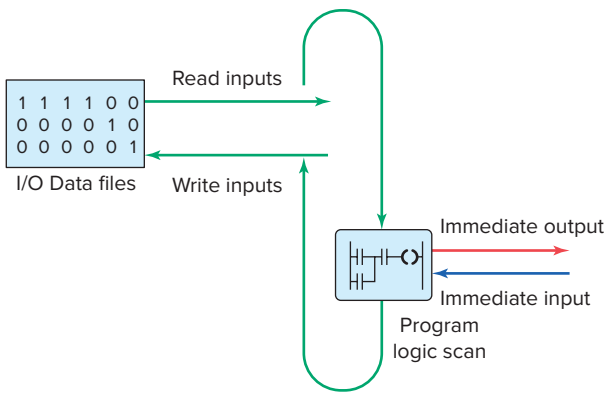 Read inputs
1 1 1 1 0 0
0 0 0 0 1 0
0 0 0 0 0 1
I/O Data files
Write inputs
Immediate output
Immediate input
Program
logic scan